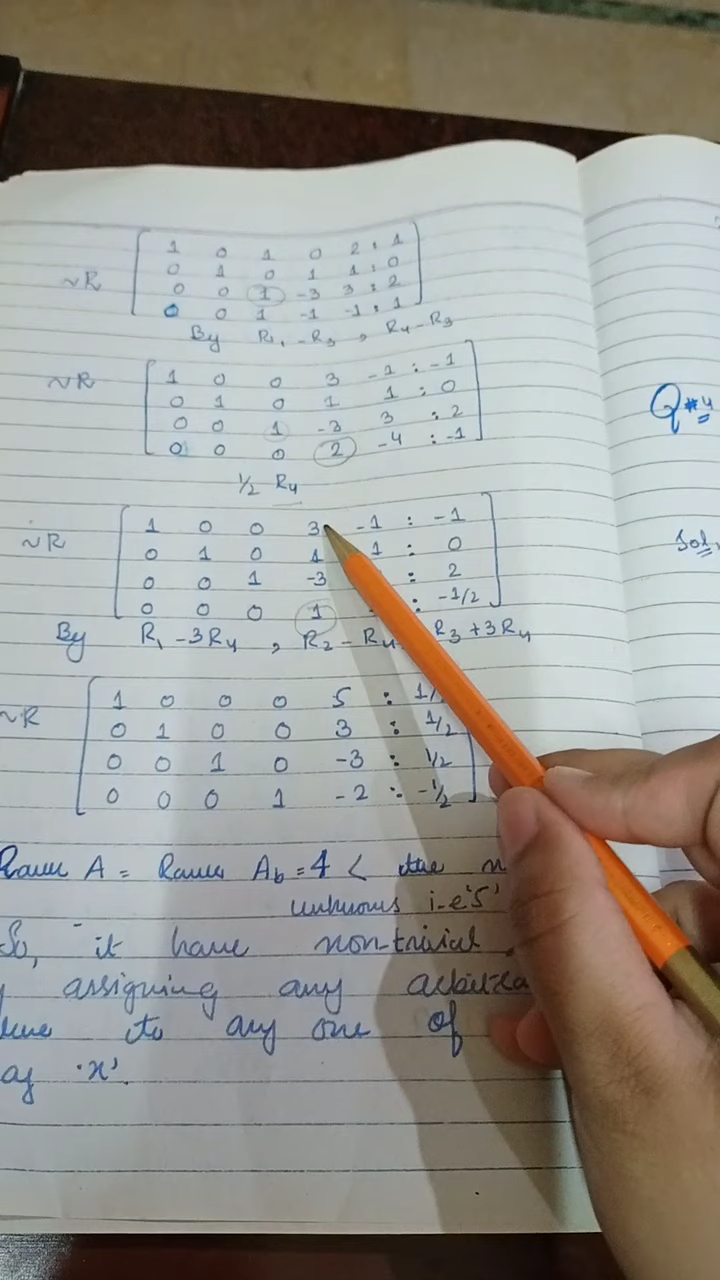 1 0 1 0 2 : 1
0 1 0 1 1 : 0
~R 0 0 1 -3 3 : 2
0 0 1 -1 -1 : 1
By R₁ - R₃ , R₄ - R₃
~R 1 0 0 3 -1 : -1
0 1 0 1 1 : 0
0 0 1 -3 3 : 2
0 0 0 2 -4 : -1
1/2 R₄
~R 1 0 0 3 -1 : -1
0 1 0 1 1 : 0
0 0 1 -3 : 2
0 0 0 1 : -1/2
By R₁ - 3R₄ , R₂ - R₄ R₃ + 3R₄
~R 1 0 0 0 5 : 1/
0 1 0 0 3 : 1/2
0 0 1 0 -3 : 1/2
0 0 0 1 -2 : -1/2
Rank A = Rank A_b = 4 < the
unknowns i-e '5'
So, it have non-trivial
assigning any
to any one of
'x'.
Q#4
Sol